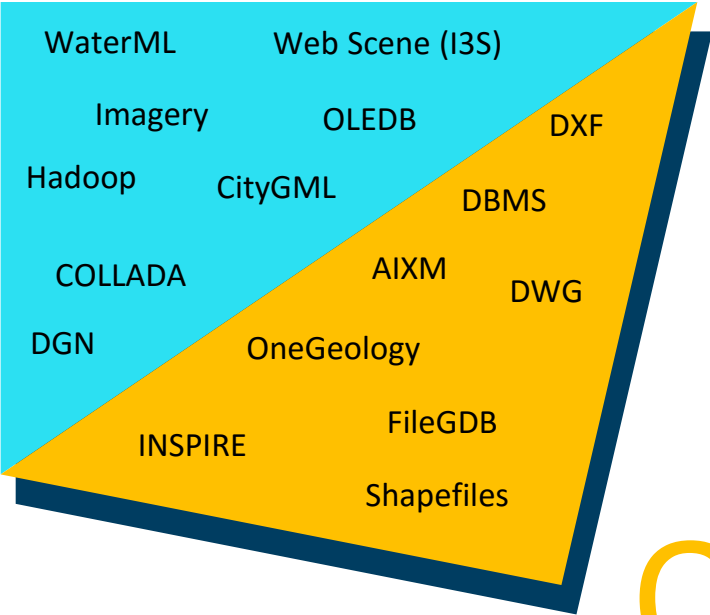 WaterML
Web Scene (I3S)
Imagery
OLEDB
DXF
Hadoop
CityGML
DBMS
COLLADA
AIXM
DWG
DGN
OneGeology
FileGDB
INSPIRE
Shapefiles